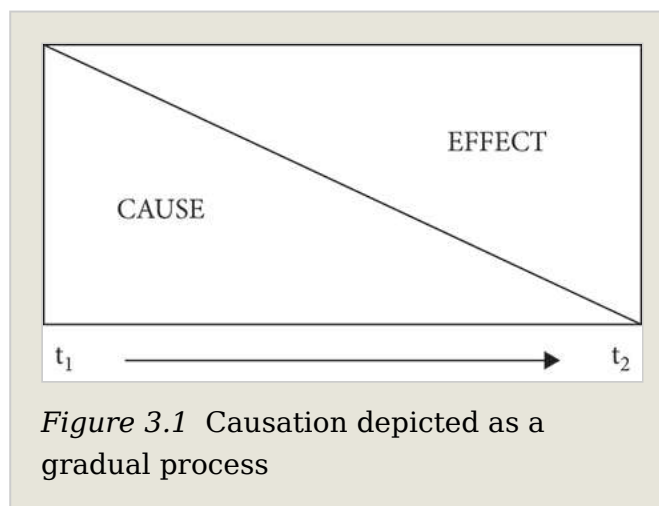 EFFECT
CAUSE
t₁ t₂
Figure 3.1 Causation depicted as a
gradual process